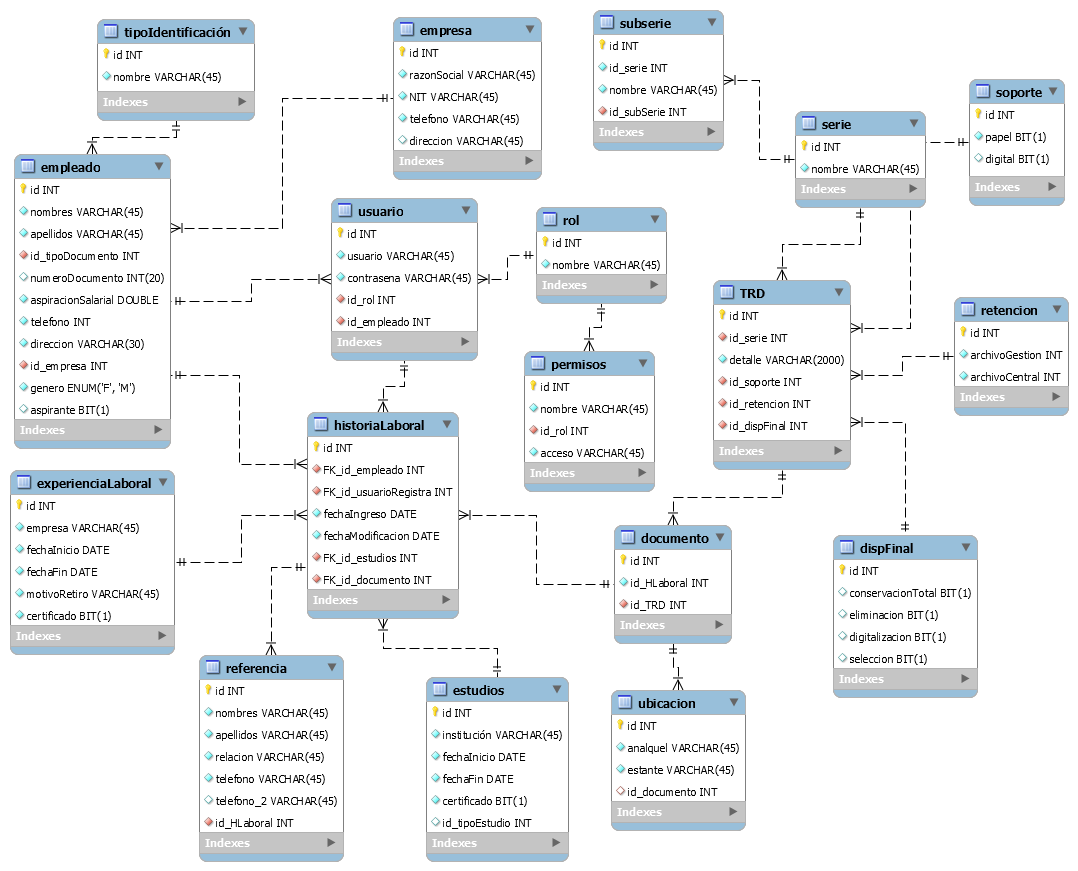 tipoIdentificación
id INT
nombre VARCHAR(45)
Indexes
empresa
id INT
razonSocial VARCHAR(45)
NIT VARCHAR(45)
telefono VARCHAR(45)
direccion VARCHAR(45)
Indexes
subserie
id INT
id_serie INT
nombre VARCHAR(45)
id_subSerie INT
Indexes
serie
id INT
nombre VARCHAR(45)
Indexes
soporte
id INT
papel BIT(1)
digital BIT(1)
Indexes
empleado
id INT
nombres VARCHAR(45)
apellidos VARCHAR(45)
id_tipoDocumento INT
numeroDocumento INT(20)
aspiracionSalarial DOUBLE
telefono INT
direccion VARCHAR(30)
id_empresa INT
genero ENUM('F', 'M')
aspirante BIT(1)
Indexes
usuario
id INT
usuario VARCHAR(45)
contrasena VARCHAR(45)
id_rol INT
id_empleado INT
Indexes
rol
id INT
nombre VARCHAR(45)
Indexes
TRD
id INT
id_serie INT
detalle VARCHAR(2000)
id_soporte INT
id_retencion INT
id_dispFinal INT
Indexes
retencion
id INT
archivoGestion INT
archivoCentral INT
Indexes
permisos
id INT
nombre VARCHAR(45)
id_rol INT
acceso VARCHAR(45)
Indexes
historiaLaboral
id INT
FK_id_empleado INT
FK_id_usuarioRegistra INT
fechaIngreso DATE
fechaModificacion DATE
FK_id_estudios INT
FK_id_documento INT
Indexes
experienciaLaboral
id INT
empresa VARCHAR(45)
fechaInicio DATE
fechaFin DATE
motivoRetiro VARCHAR(45)
certificado BIT(1)
Indexes
documento
id INT
id_HLaboral INT
id_TRD INT
Indexes
dispFinal
id INT
conservacionTotal BIT(1)
eliminacion BIT(1)
digitalizacion BIT(1)
seleccion BIT(1)
Indexes
referencia
id INT
nombres VARCHAR(45)
apellidos VARCHAR(45)
relacion VARCHAR(45)
telefono VARCHAR(45)
telefono_2 VARCHAR(45)
id_HLaboral INT
Indexes
estudios
id INT
institución VARCHAR(45)
fechaInicio DATE
fechaFin DATE
certificado BIT(1)
id_tipoEstudio INT
Indexes
ubicacion
id INT
analquel VARCHAR(45)
estante VARCHAR(45)
id_documento INT
Indexes